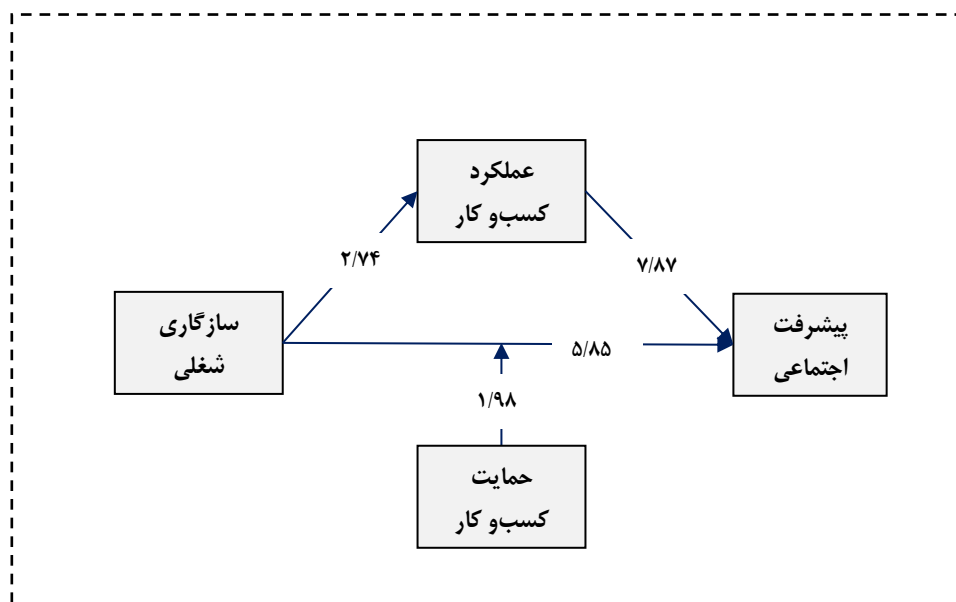 عملکرد
کسب‌و کار
۲/۷۴
۷/۸۷
سازگاری
شغلی
پیشرفت
اجتماعی
۵/۸۵
۱/۹۸
حمایت
کسب‌و کار